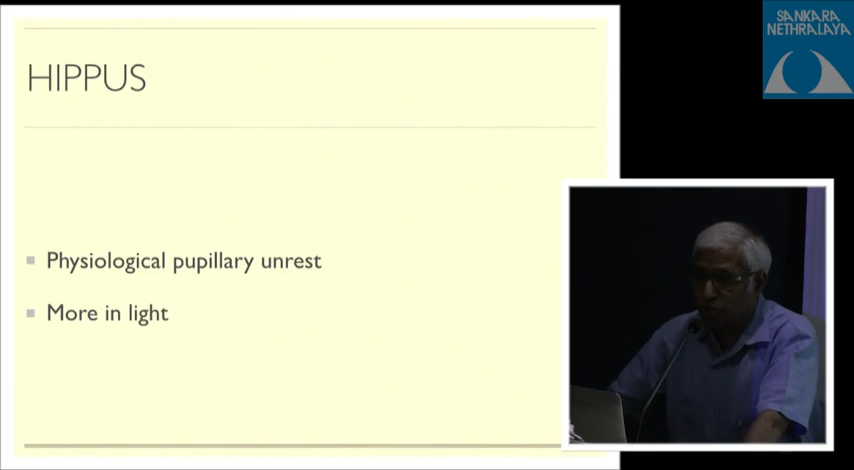 HIPPUS
Physiological pupillary unrest
More in light
SANKARA
NETHRALAYA